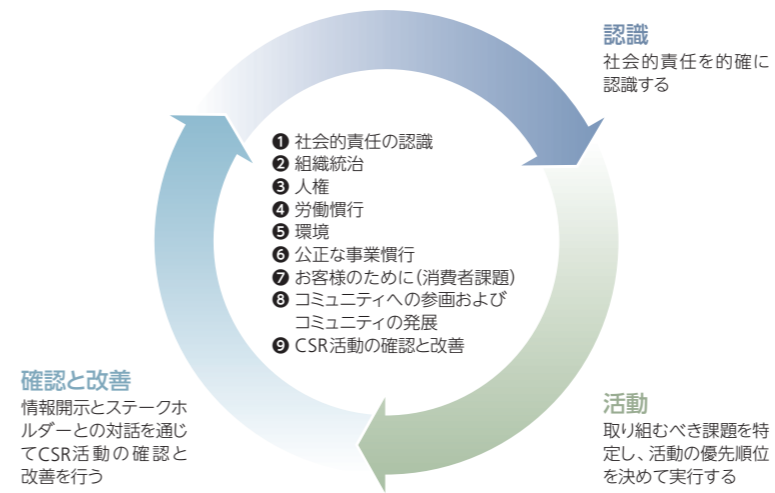 認識
社会的責任を的確に
認識する
❶ 社会的責任の認識
❷ 組織統治
❸ 人権
❹ 労働慣行
❺ 環境
❻ 公正な事業慣行
❼ お客様のために（消費者課題）
❽ コミュニティへの参画および
コミュニティの発展
❾ CSR活動の確認と改善
確認と改善
情報開示とステークホ
ルダーとの対話を通じ
てCSR活動の確認と
改善を行う
活動
取り組むべき課題を特
定し、活動の優先順位
を決めて実行する